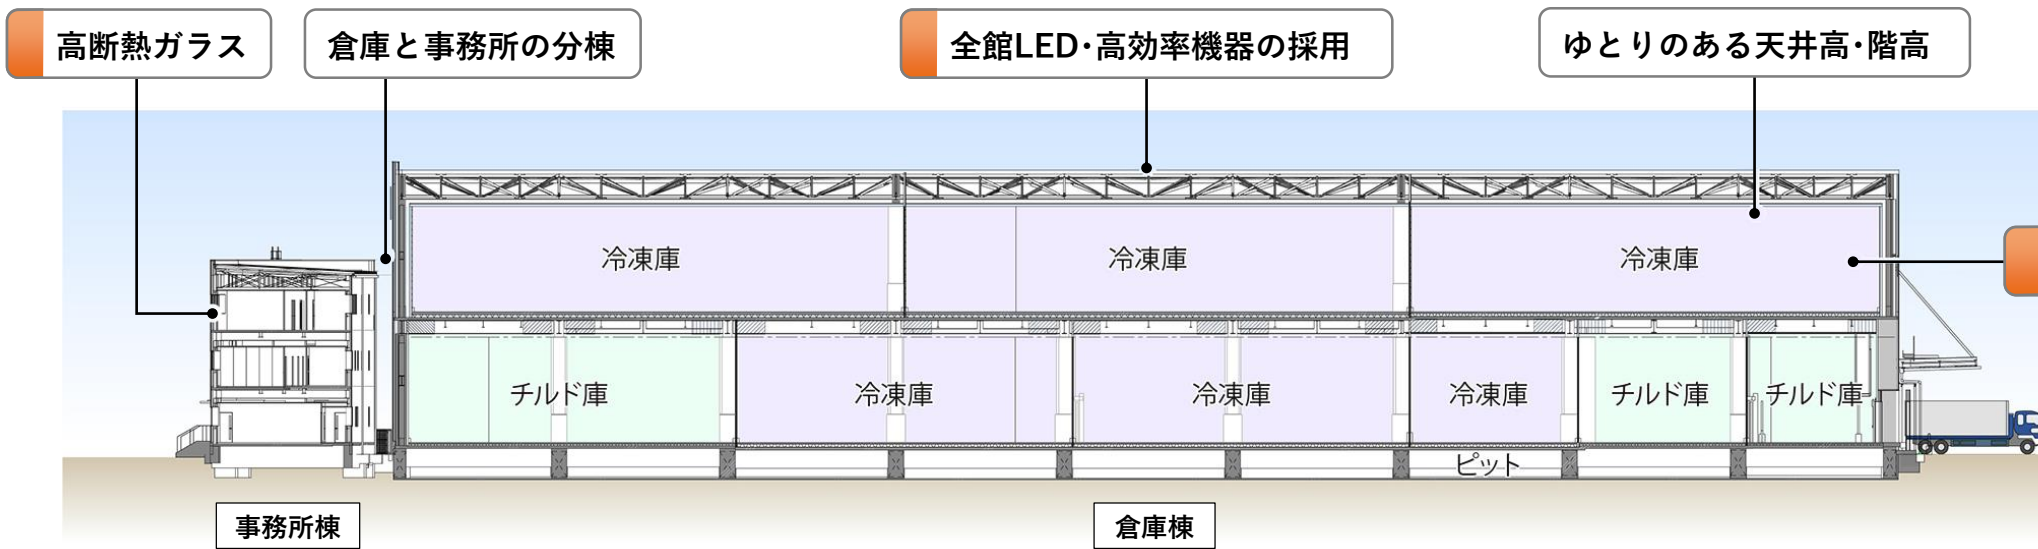 高断熱ガラス
倉庫と事務所の分棟
全館LED・高効率機器の採用
ゆとりのある天井高・階高
冷凍庫
冷凍庫
冷凍庫
チルド庫
冷凍庫
冷凍庫
冷凍庫
チルド庫
チルド庫
ピット
事務所棟
倉庫棟